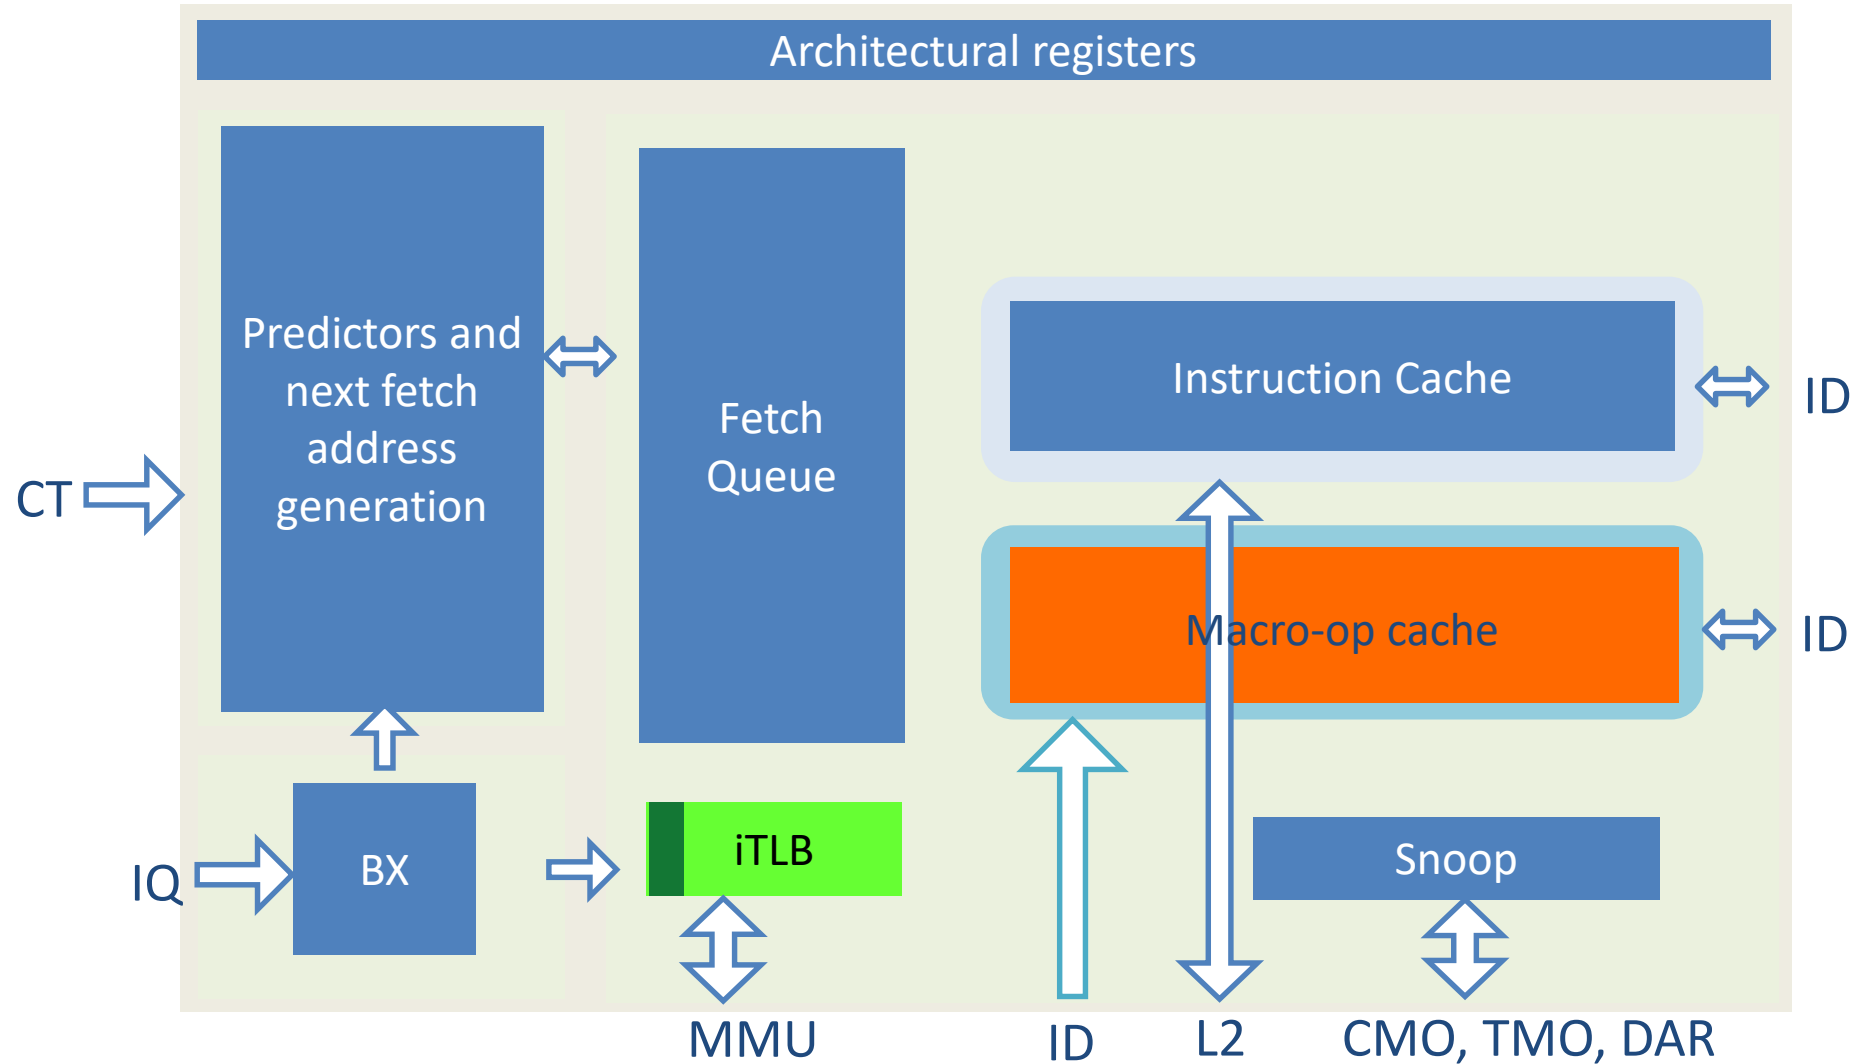 Architectural registers
Predictors and
next fetch
address
generation
Fetch
Queue
Instruction Cache
ID
CT
Macro-op cache
ID
BX
IQ
iTLB
Snoop
MMU
ID
L2
CMO, TMO, DAR